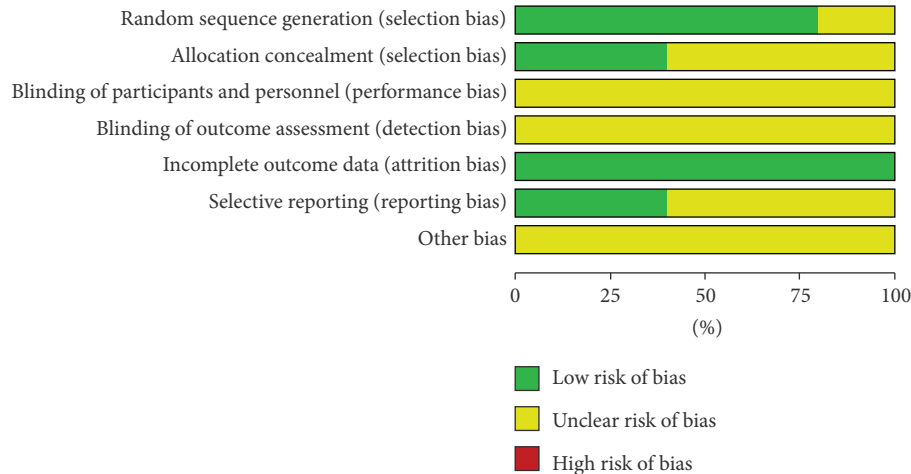 Random sequence generation (selection bias)
Allocation concealment (selection bias)
Blinding of participants and personnel (performance bias)
Blinding of outcome assessment (detection bias)
Incomplete outcome data (attrition bias)
Selective reporting (reporting bias)
Other bias
0 25 50 75 100
(%)
Low risk of bias
Unclear risk of bias
High risk of bias